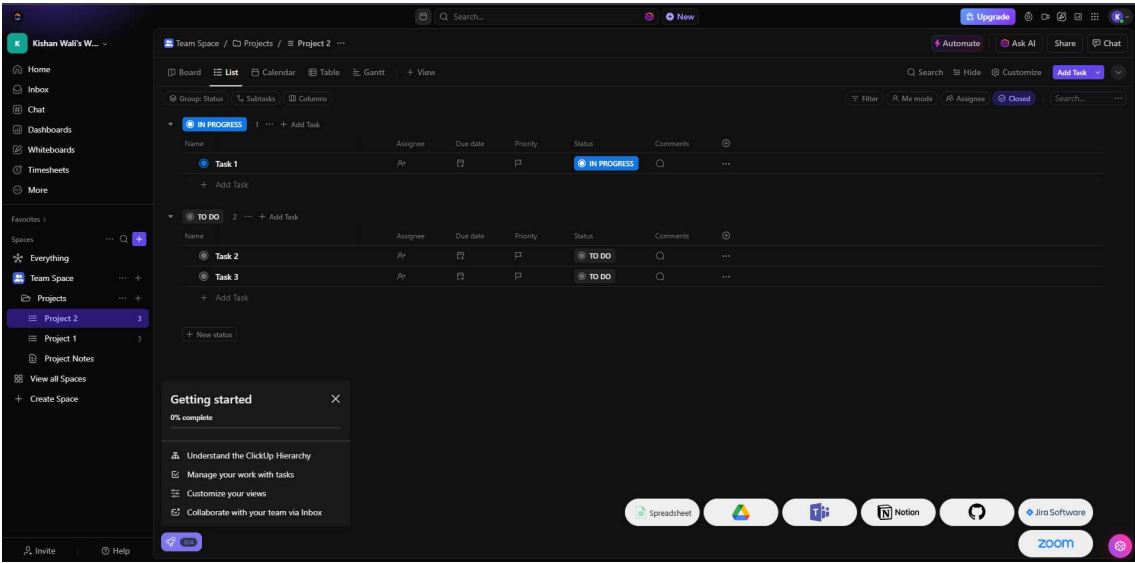 Search...
New
Upgrade
K
K Kishan Wali's W...
Team Space / Projects / Project 2 ...
Automate
Ask AI
Share
Chat
Home
Inbox
Chat
Dashboards
Whiteboards
Timesheets
More
Favorites >
Spaces ...
Everything
Team Space ... +
Projects ... +
Project 2 3
Project 1 3
Project Notes
View all Spaces
+ Create Space
Invite
Help
Board List Calendar Table Gantt + View
Search Hide Customize Add Task
Group: Status Subtasks Columns
Filter Me mode Assignee Closed Search... ...
IN PROGRESS 1 ... + Add Task
Name Assignee Due date Priority Status Comments
Task 1 IN PROGRESS ...
+ Add Task
TO DO 2 ... + Add Task
Name Assignee Due date Priority Status Comments
Task 2 TO DO ...
Task 3 TO DO ...
+ Add Task
+ New status
Getting started
0% complete
Understand the ClickUp Hierarchy
Manage your work with tasks
Customize your views
Collaborate with your team via Inbox
0/4
Spreadsheet
Notion
Jira Software
zoom